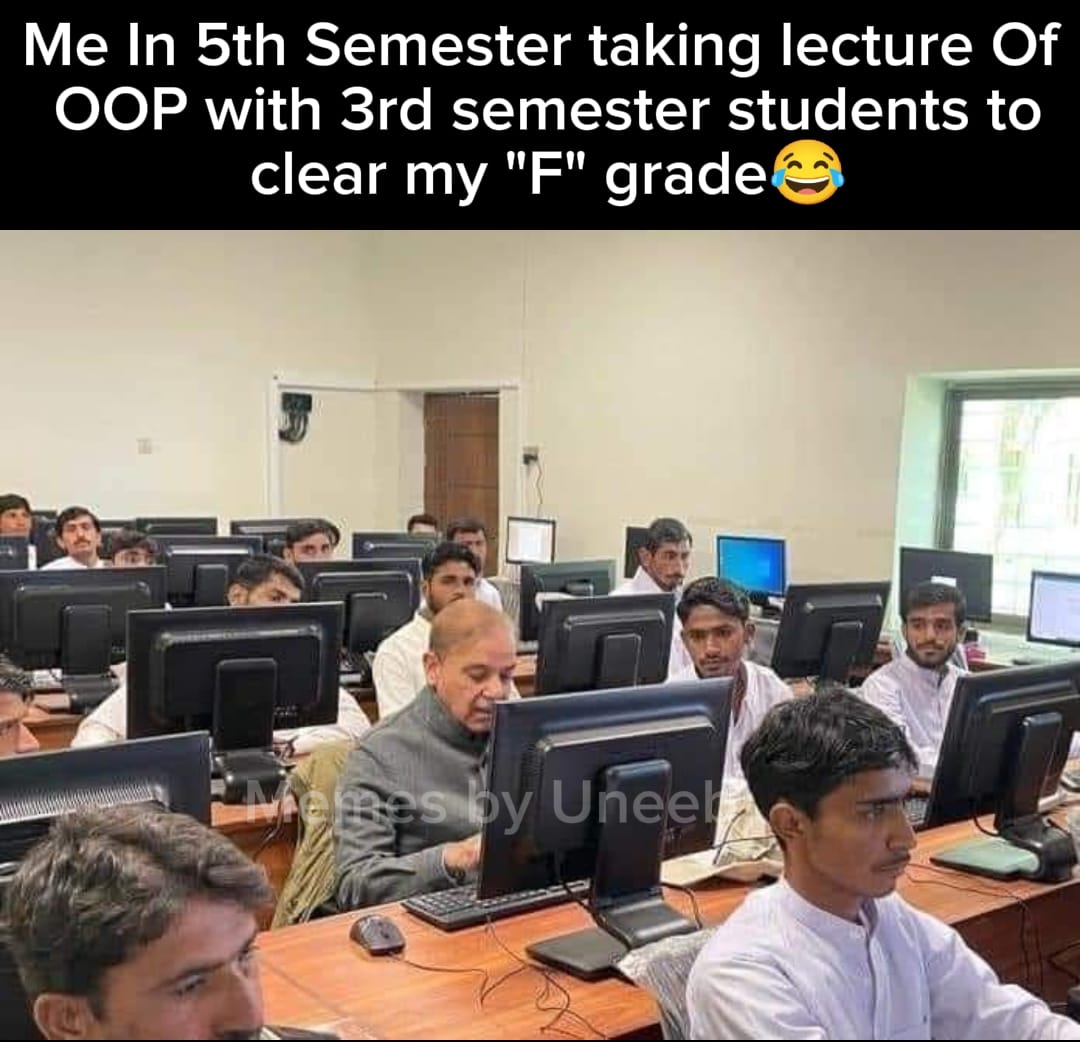 Me In 5th Semester taking lecture Of
OOP with 3rd semester students to
clear my "F" grade😂
Memes by Uneeb